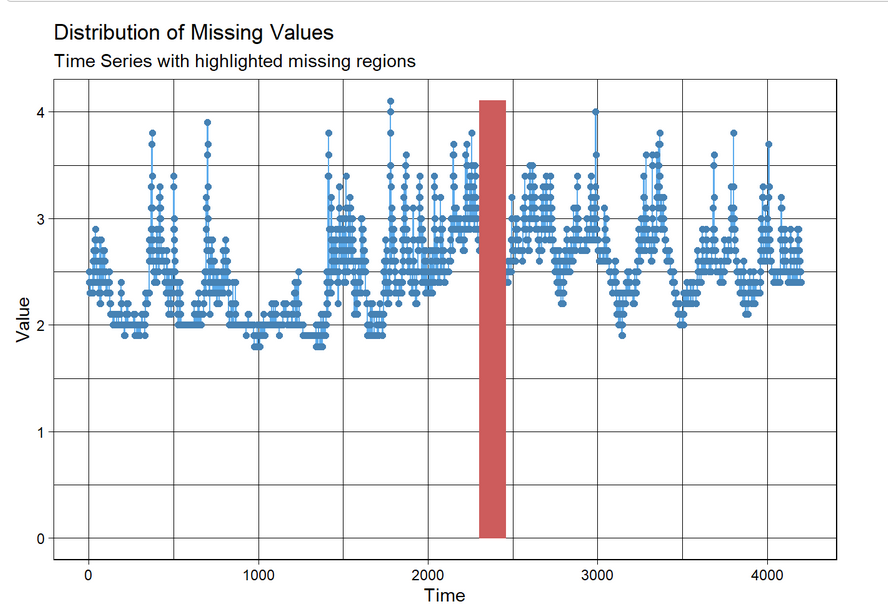 Distribution of Missing Values
Time Series with highlighted missing regions
Value
4
3
2
1
0
0 1000 2000 3000 4000
Time